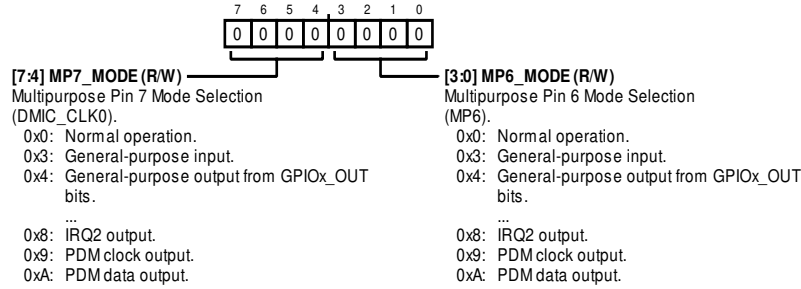 7 6 5 4 3 2 1 0
0 0 0 0 0 0 0 0
[7:4] MP7_MODE (R/W)
Multipurpose Pin 7 Mode Selection
(DMIC_CLK0).
0x0: Normal operation.
0x3: General-purpose input.
0x4: General-purpose output from GPIOx_OUT
bits.
...
0x8: IRQ2 output.
0x9: PDM clock output.
0xA: PDM data output.
[3:0] MP6_MODE (R/W)
Multipurpose Pin 6 Mode Selection
(MP6).
0x0: Normal operation.
0x3: General-purpose input.
0x4: General-purpose output from GPIOx_OUT
bits.
...
0x8: IRQ2 output.
0x9: PDM clock output.
0xA: PDM data output.